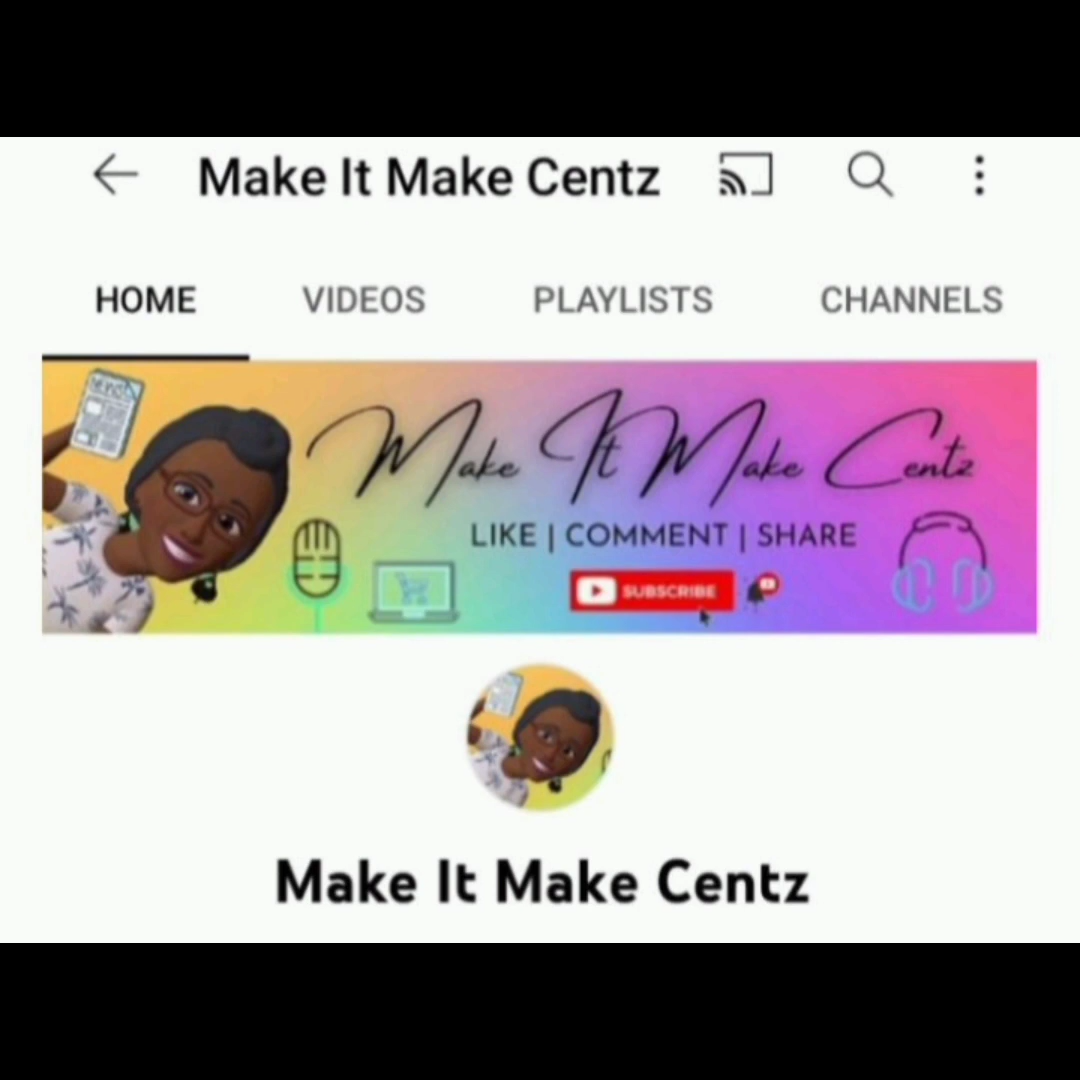 Make It Make Centz
HOME VIDEOS PLAYLISTS CHANNELS
NEWS
Make It Make Centz
LIKE | COMMENT | SHARE
SUBSCRIBE
Make It Make Centz